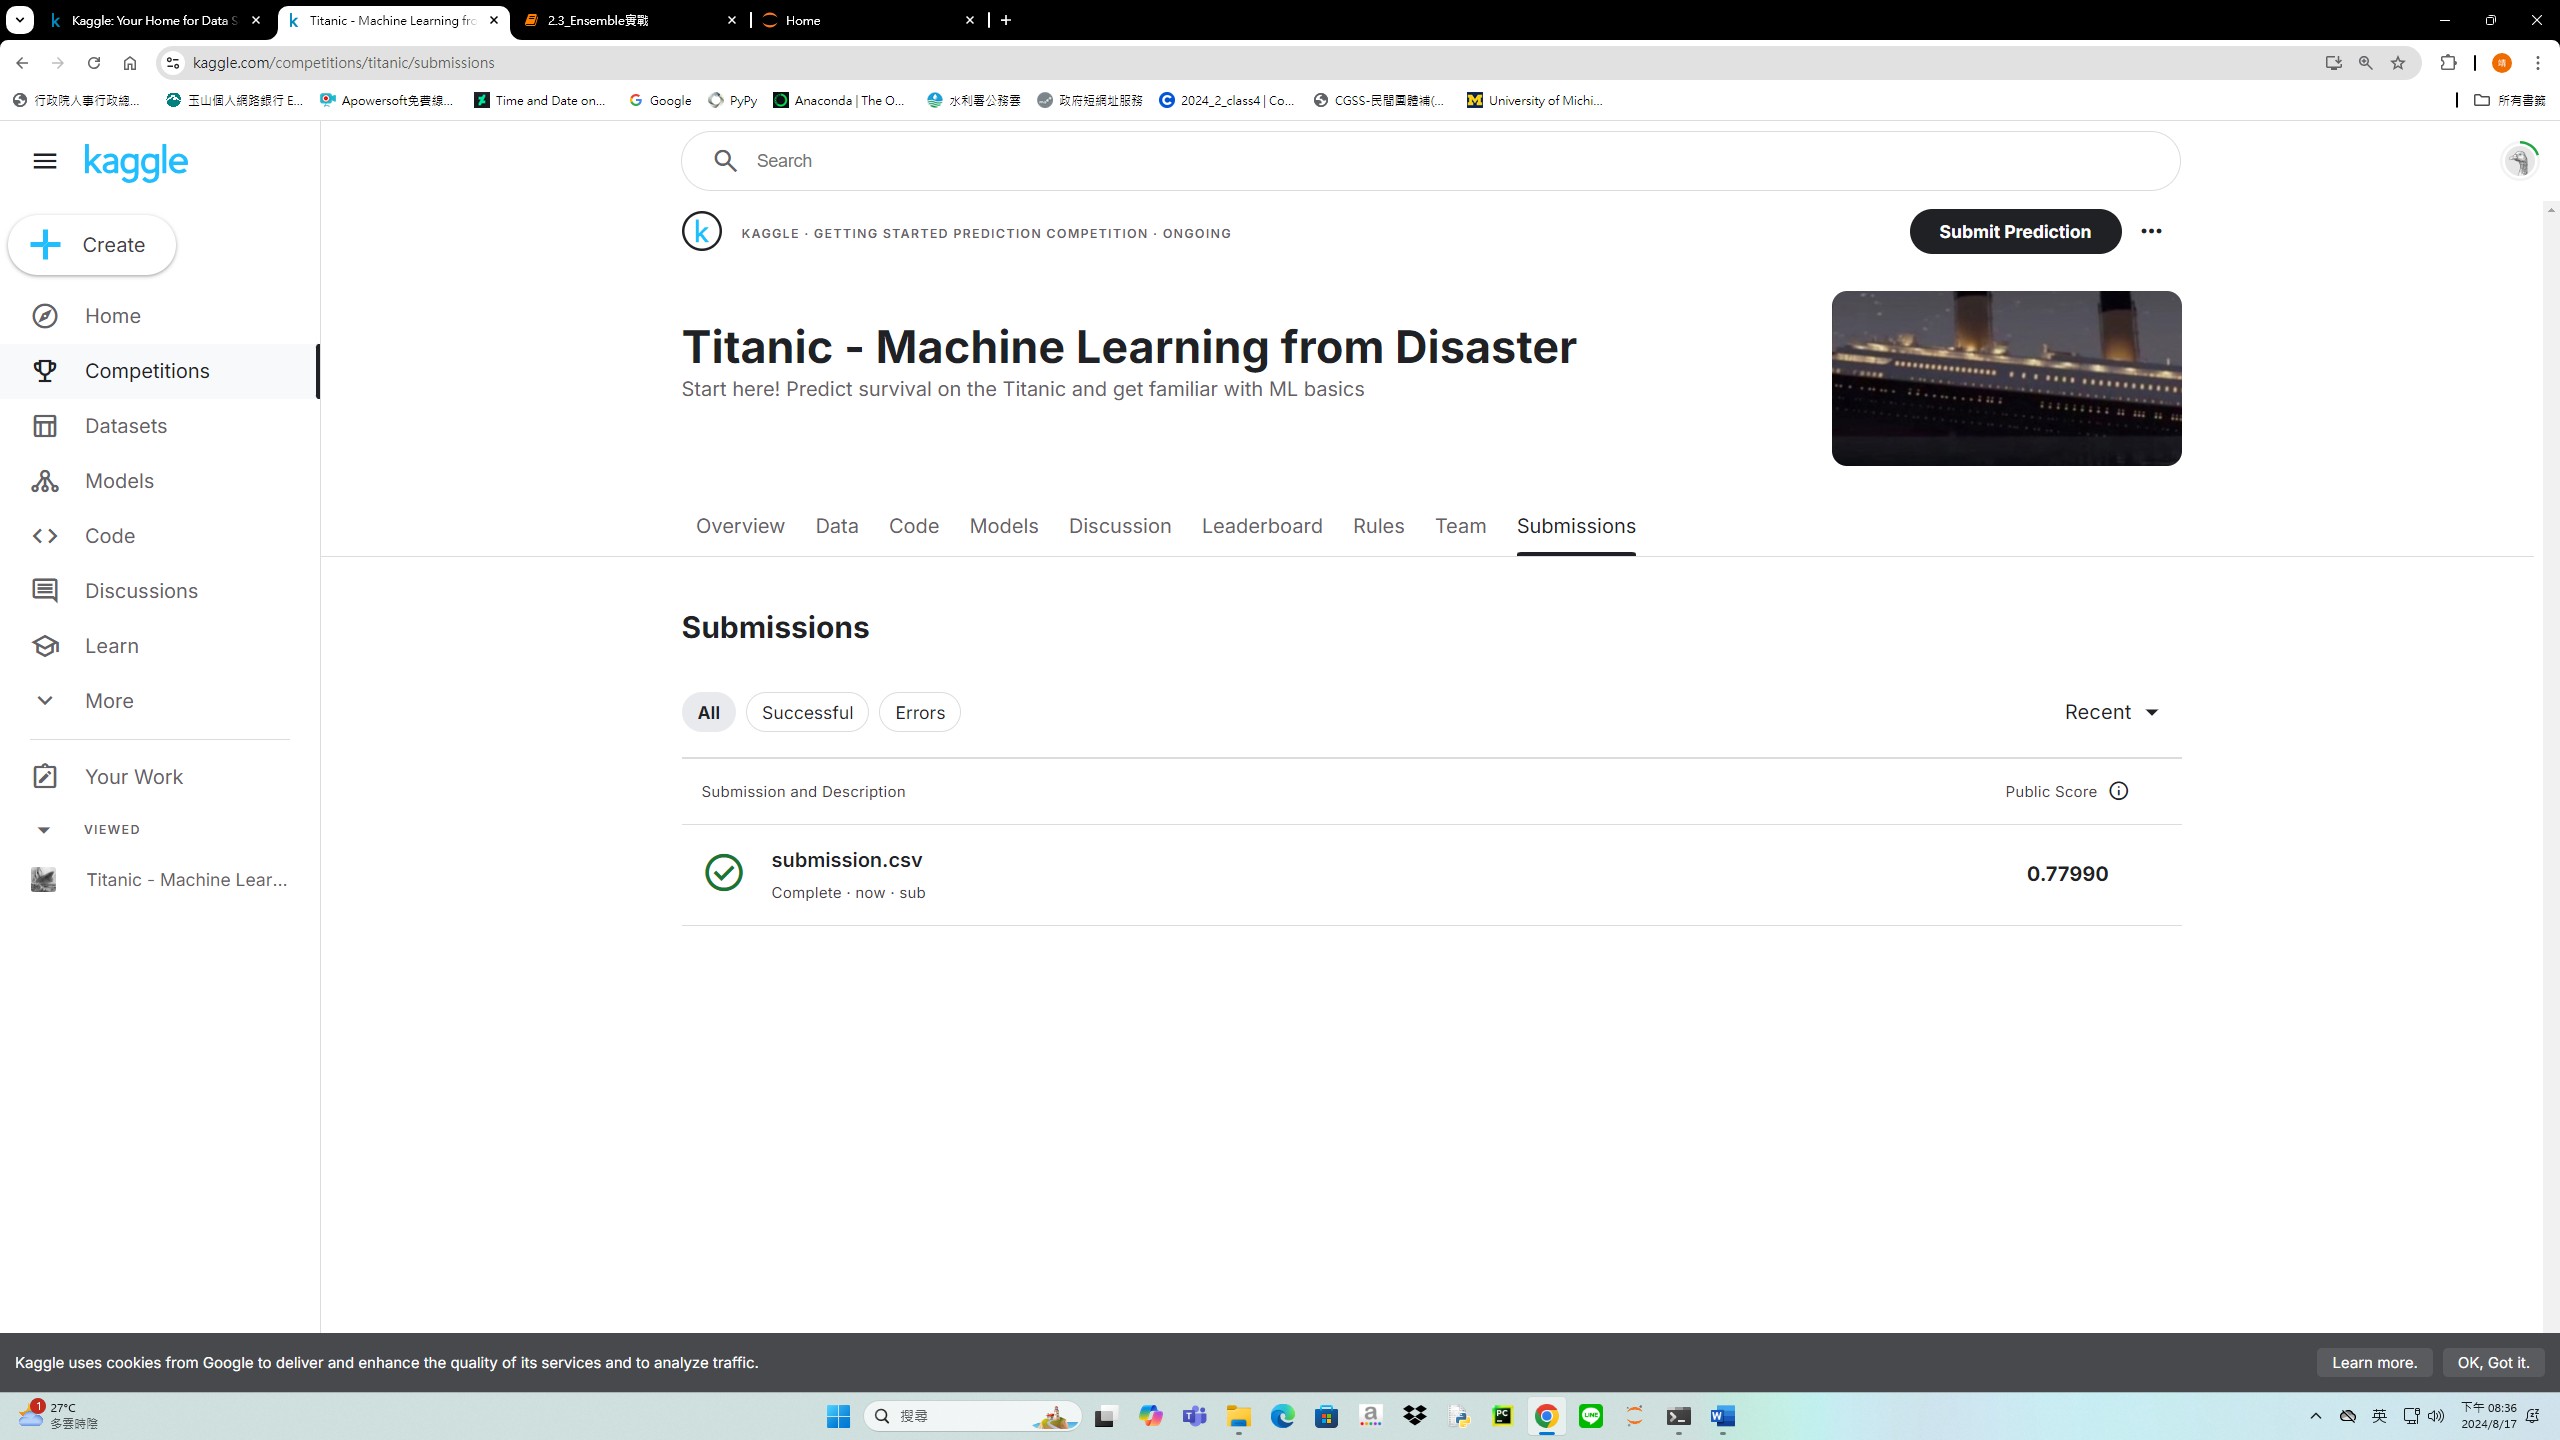 Kaggle: Your Home for Data S
Titanic - Machine Learning fro
2.3_Ensemble實戰
Home
kaggle.com/competitions/titanic/submissions
行政院人事行政總...
玉山個人網路銀行 E...
Apowersoft免費線...
Time and Date on...
Google
PyPy
Anaconda | The O...
水利署公務雲
政府短網址服務
2024_2_class4 | Co...
CGSS-民間團體補(...
University of Michi...
所有書籤
kaggle
Search
Create
Home
Competitions
Datasets
Models
Code
Discussions
Learn
More
Your Work
VIEWED
Titanic - Machine Lear...
k
KAGGLE · GETTING STARTED PREDICTION COMPETITION · ONGOING
Submit Prediction
Titanic - Machine Learning from Disaster
Start here! Predict survival on the Titanic and get familiar with ML basics
Overview
Data
Code
Models
Discussion
Leaderboard
Rules
Team
Submissions
Submissions
All
Successful
Errors
Recent
Submission and Description
Public Score
submission.csv
Complete · now · sub
0.77990
Kaggle uses cookies from Google to deliver and enhance the quality of its services and to analyze traffic.
Learn more.
OK, Got it.
1
27°C
多雲時陰
搜尋
英
下午 08:36
2024/8/17